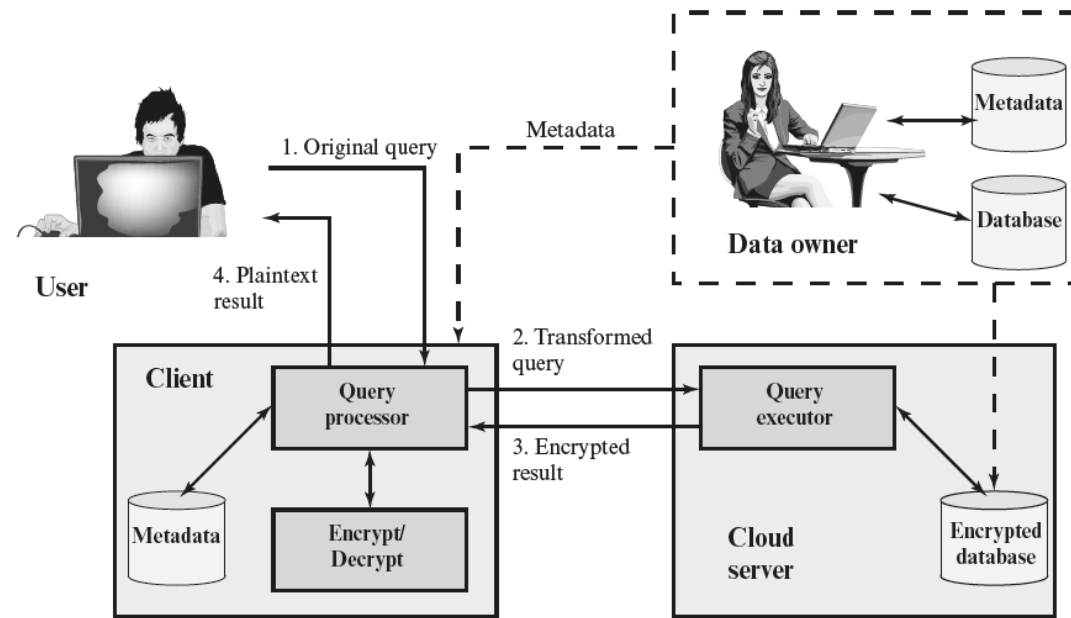 Metadata
Metadata
1. Original query
Database
Data owner
4. Plaintext
result
User
2. Transformed
query
Client
Query
processor
Query
executor
3. Encrypted
result
Metadata
Encrypt/
Decrypt
Cloud
server
Encrypted
database